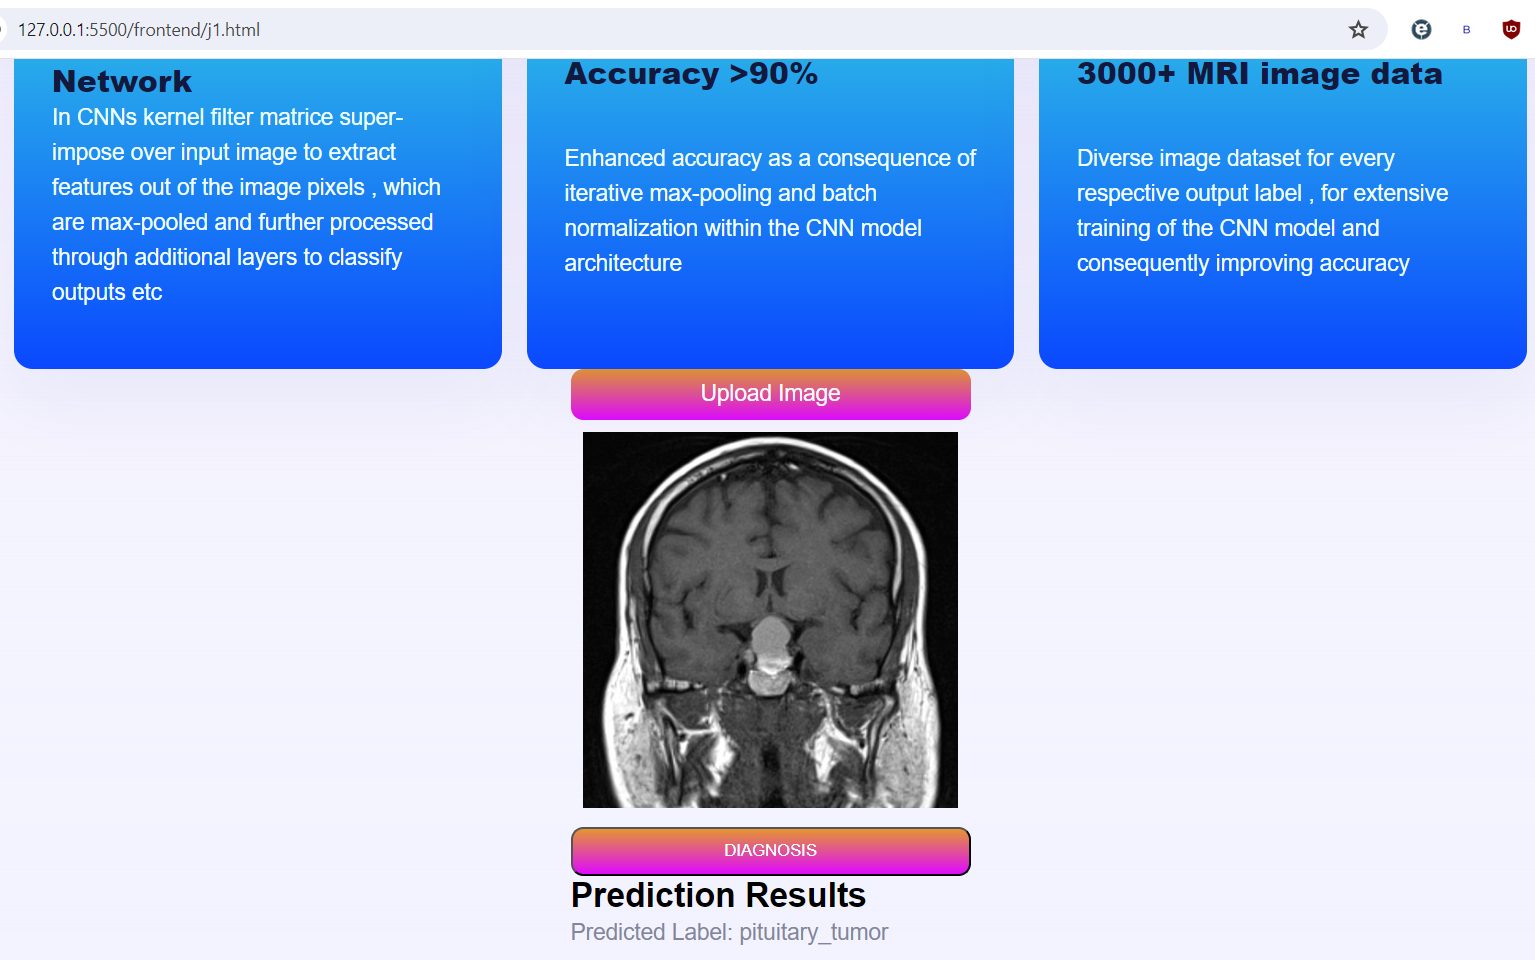 127.0.0.1:5500/frontend/j1.html
B
Network
In CNNs kernel filter matrice super-
impose over input image to extract
features out of the image pixels , which
are max-pooled and further processed
through additional layers to classify
outputs etc
Accuracy >90%
Enhanced accuracy as a consequence of
iterative max-pooling and batch
normalization within the CNN model
architecture
3000+ MRI image data
Diverse image dataset for every
respective output label , for extensive
training of the CNN model and
consequently improving accuracy
Upload Image
DIAGNOSIS
Prediction Results
Predicted Label: pituitary_tumor